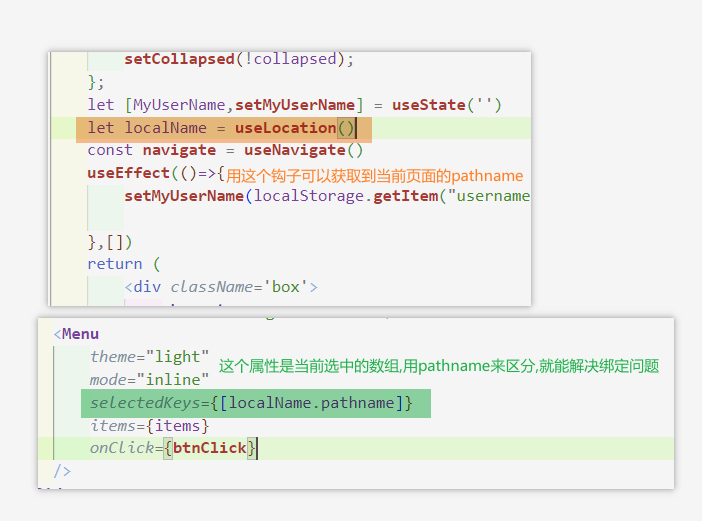 setCollapsed(!collapsed);
};
let [MyUserName,setMyUserName] = useState('')
let localName = useLocation()
const navigate = useNavigate()
useEffect(()=>{用这个钩子可以获取到当前页面的pathname
setMyUserName(localStorage.getItem("username
},[])
return (
<div className='box'>
<Menu
theme="light"
这个属性是当前选中的数组,用pathname来区分,就能解决绑定问题
mode="inline"
selectedKeys={[localName.pathname]}
items={items}
onClick={btnClick}
/>